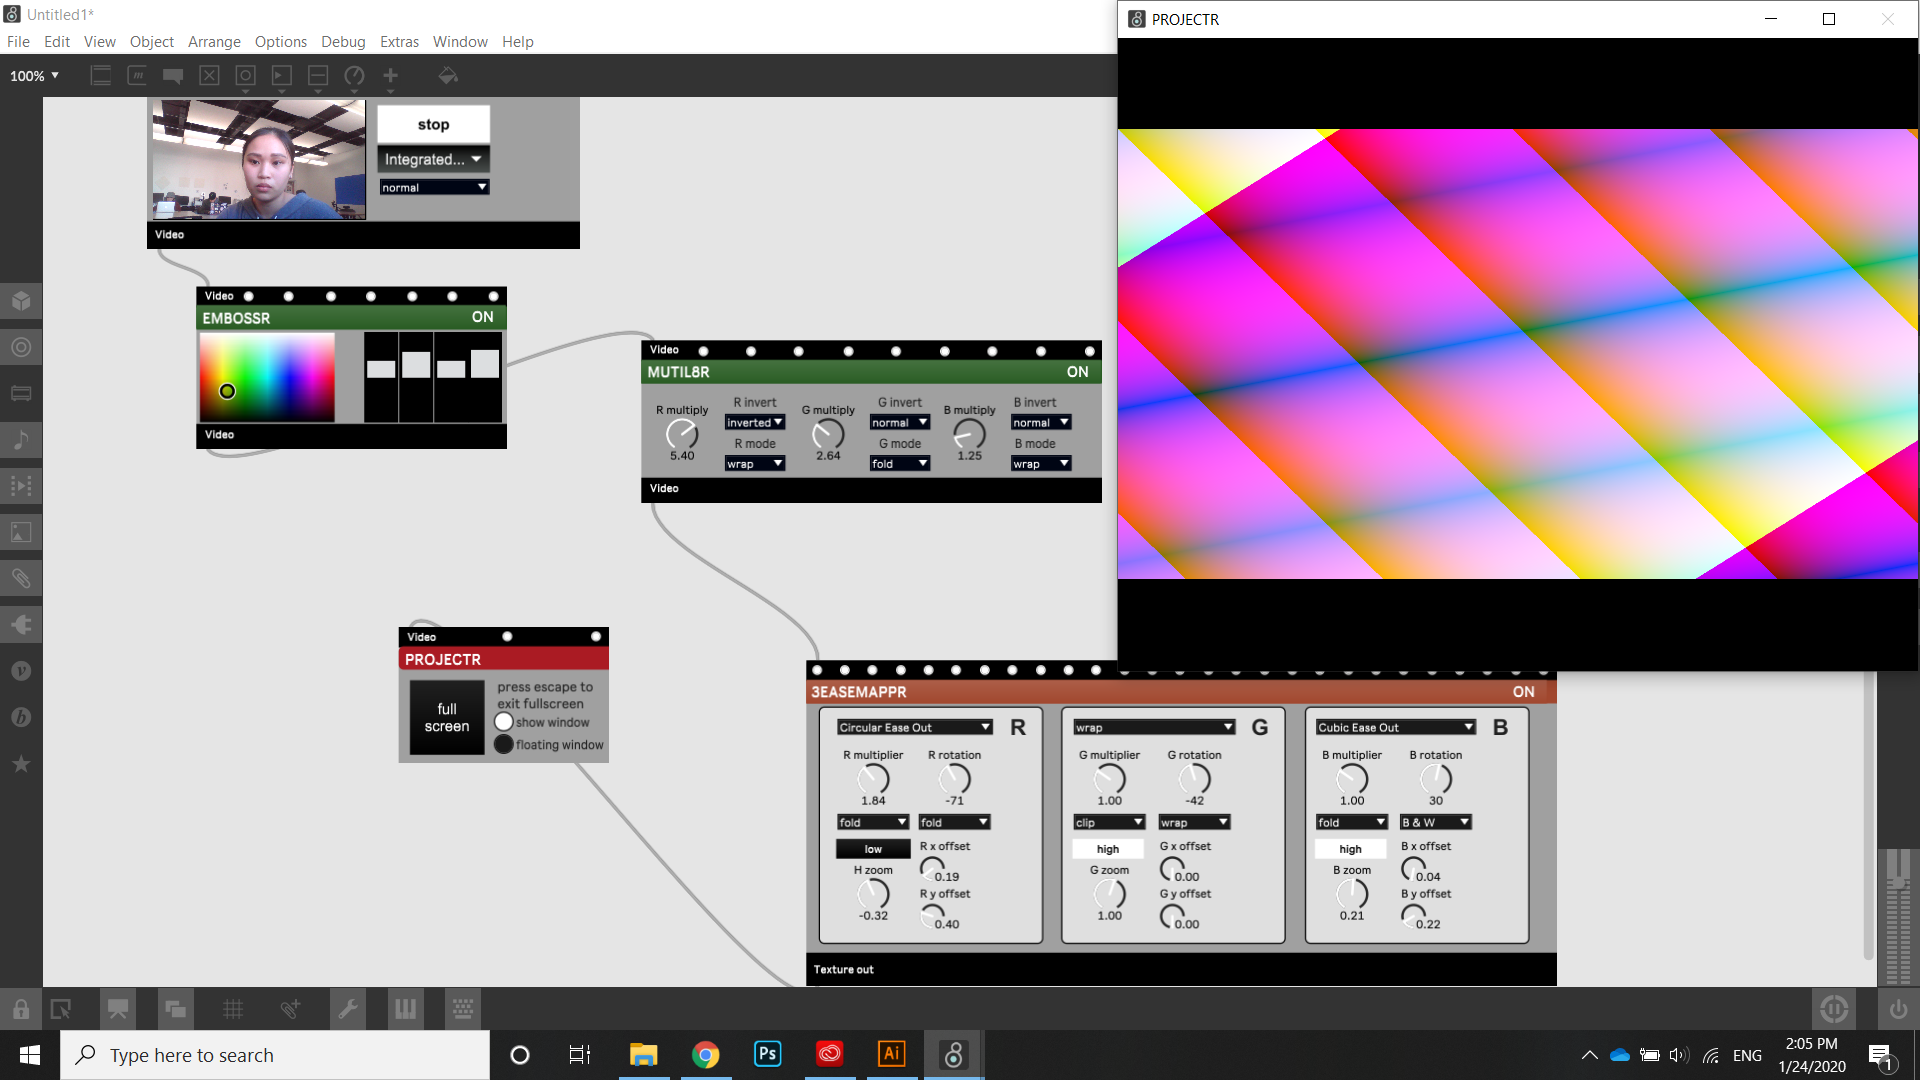 Untitled1*
File Edit View Object Arrange Options Debug Extras Window Help
100%
PROJECTR
stop
Integrated...
normal
Video
Video
EMBOSSR ON
Video
Video
MUTIL8R ON
R multiply R invert G multiply G invert B multiply B invert
inverted normal normal
R mode G mode B mode
5.40 2.64 1.25
wrap fold wrap
Video
Video
PROJECTR
full screen
press escape to
exit fullscreen
show window
floating window
3EASEMAPPR ON
Circular Ease Out R wrap G Cubic Ease Out B
R multiplier R rotation G multiplier G rotation B multiplier B rotation
1.84 -71 1.00 -42 1.00 30
fold fold clip wrap fold B & W
low R x offset high G x offset high B x offset
H zoom 0.19 G zoom 0.00 B zoom 0.04
R y offset G y offset B y offset
-0.32 0.40 1.00 0.00 0.21 0.22
Texture out
Type here to search
Ps
Ai
ENG
2:05 PM
1/24/2020
1